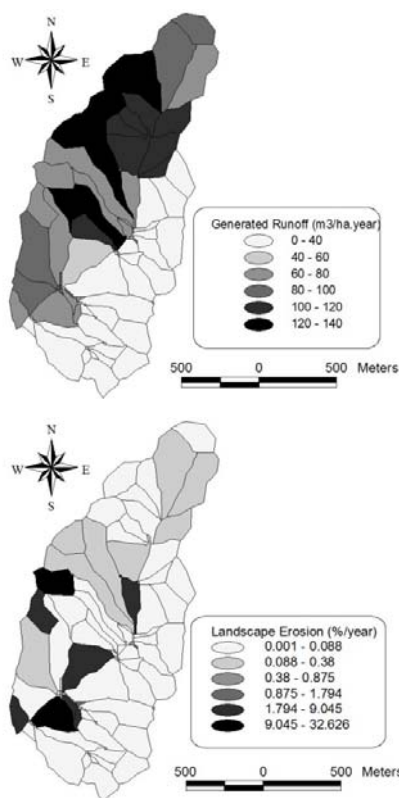 N
W E
S
Generated Runoff (m3/ha.year)
0 - 40
40 - 60
60 - 80
80 - 100
100 - 120
120 - 140
500 0 500 Meters
N
W E
S
Landscape Erosion (%/year)
0.001 - 0.088
0.088 - 0.38
0.38 - 0.875
0.875 - 1.794
1.794 - 9.045
9.045 - 32.626
500 0 500 Meters